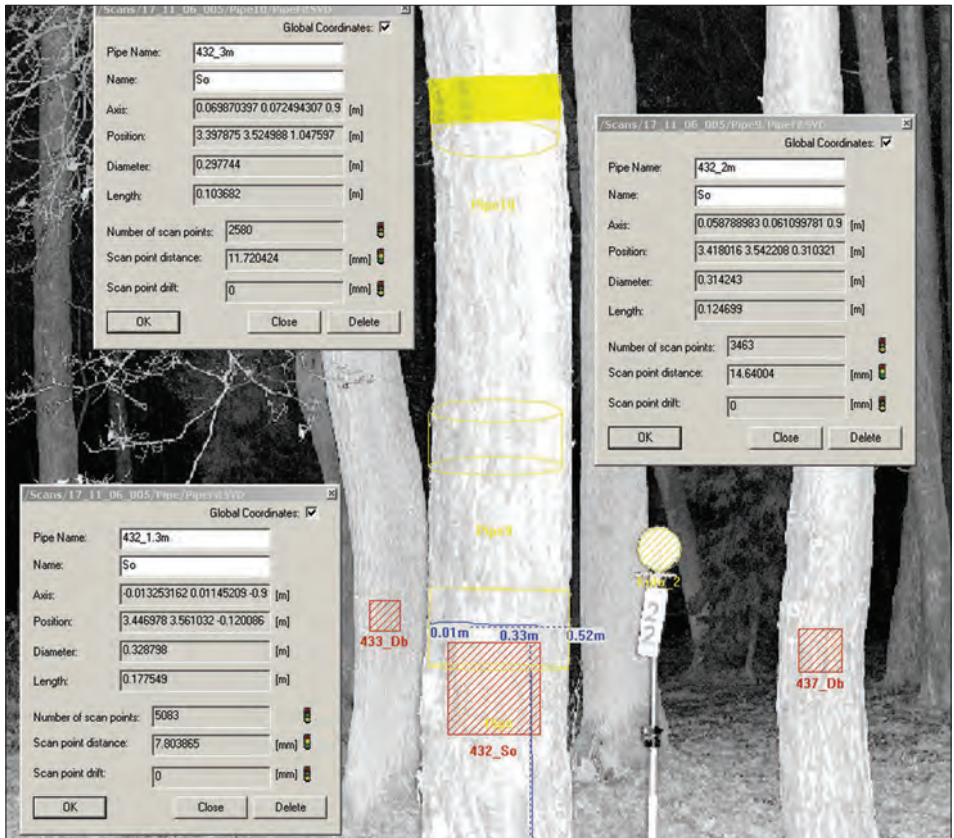 /Scans/17_11_06_005/Pipe10/PipeFit.SVD
Global Coordinates:
Pipe Name: 432_3m
Name: So
Axis: 0.069870397 0.072494307 0.9 [m]
Position: 3.397875 3.524988 1.047597 [m]
Diameter: 0.297744 [m]
Length: 0.103682 [m]
Number of scan points: 2580
Scan point distance: 11.720424 [mm]
Scan point drift: 0 [mm]
OK Close Delete
/Scans/17_11_06_005/Pipe9/PipeFit.SVD
Global Coordinates:
Pipe Name: 432_2m
Name: So
Axis: 0.058788983 0.061099781 0.9 [m]
Position: 3.418016 3.542208 0.310321 [m]
Diameter: 0.314243 [m]
Length: 0.124699 [m]
Number of scan points: 3463
Scan point distance: 14.64004 [mm]
Scan point drift: 0 [mm]
OK Close Delete
/Scans/17_11_06_005/Pipe/PipeFit.SVD
Global Coordinates:
Pipe Name: 432_1.3m
Name: So
Axis: -0.013253162 0.01145209 -0.9 [m]
Position: 3.446978 3.561032 -0.120086 [m]
Diameter: 0.328798 [m]
Length: 0.177549 [m]
Number of scan points: 5083
Scan point distance: 7.803865 [mm]
Scan point drift: 0 [mm]
OK Close Delete
Pipe10
Pipe9
22
0.01m 0.33m 0.52m
433_Db
437_Db
Pipe
432_So